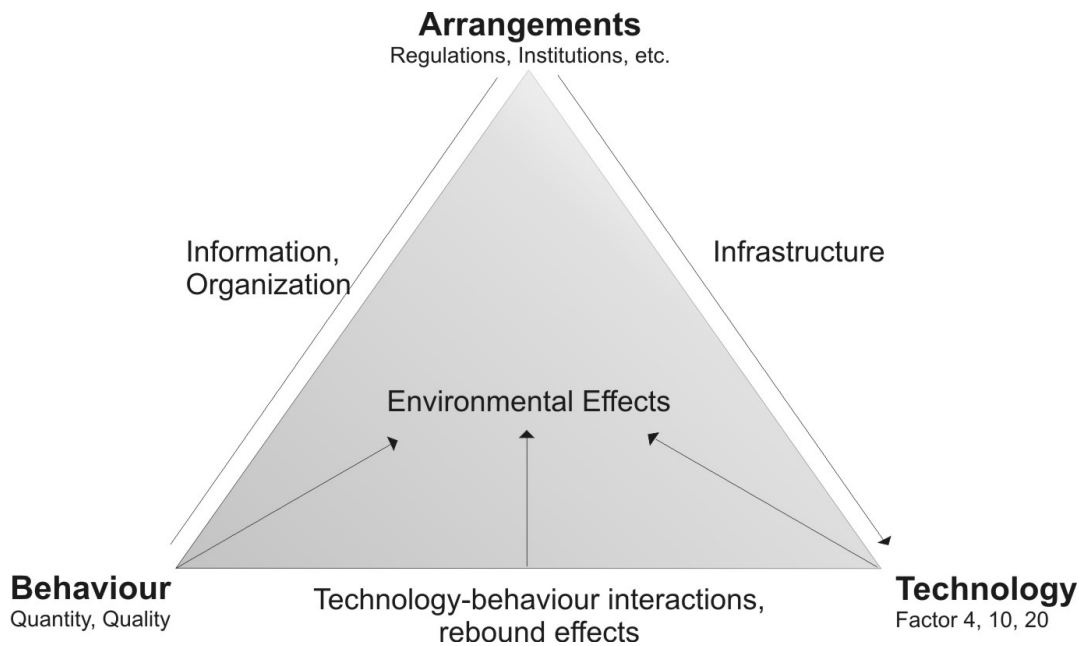 Arrangements
Regulations, Institutions, etc.
Information,
Organization
Infrastructure
Environmental Effects
Behaviour
Quantity, Quality
Technology-behaviour interactions,
rebound effects
Technology
Factor 4, 10, 20